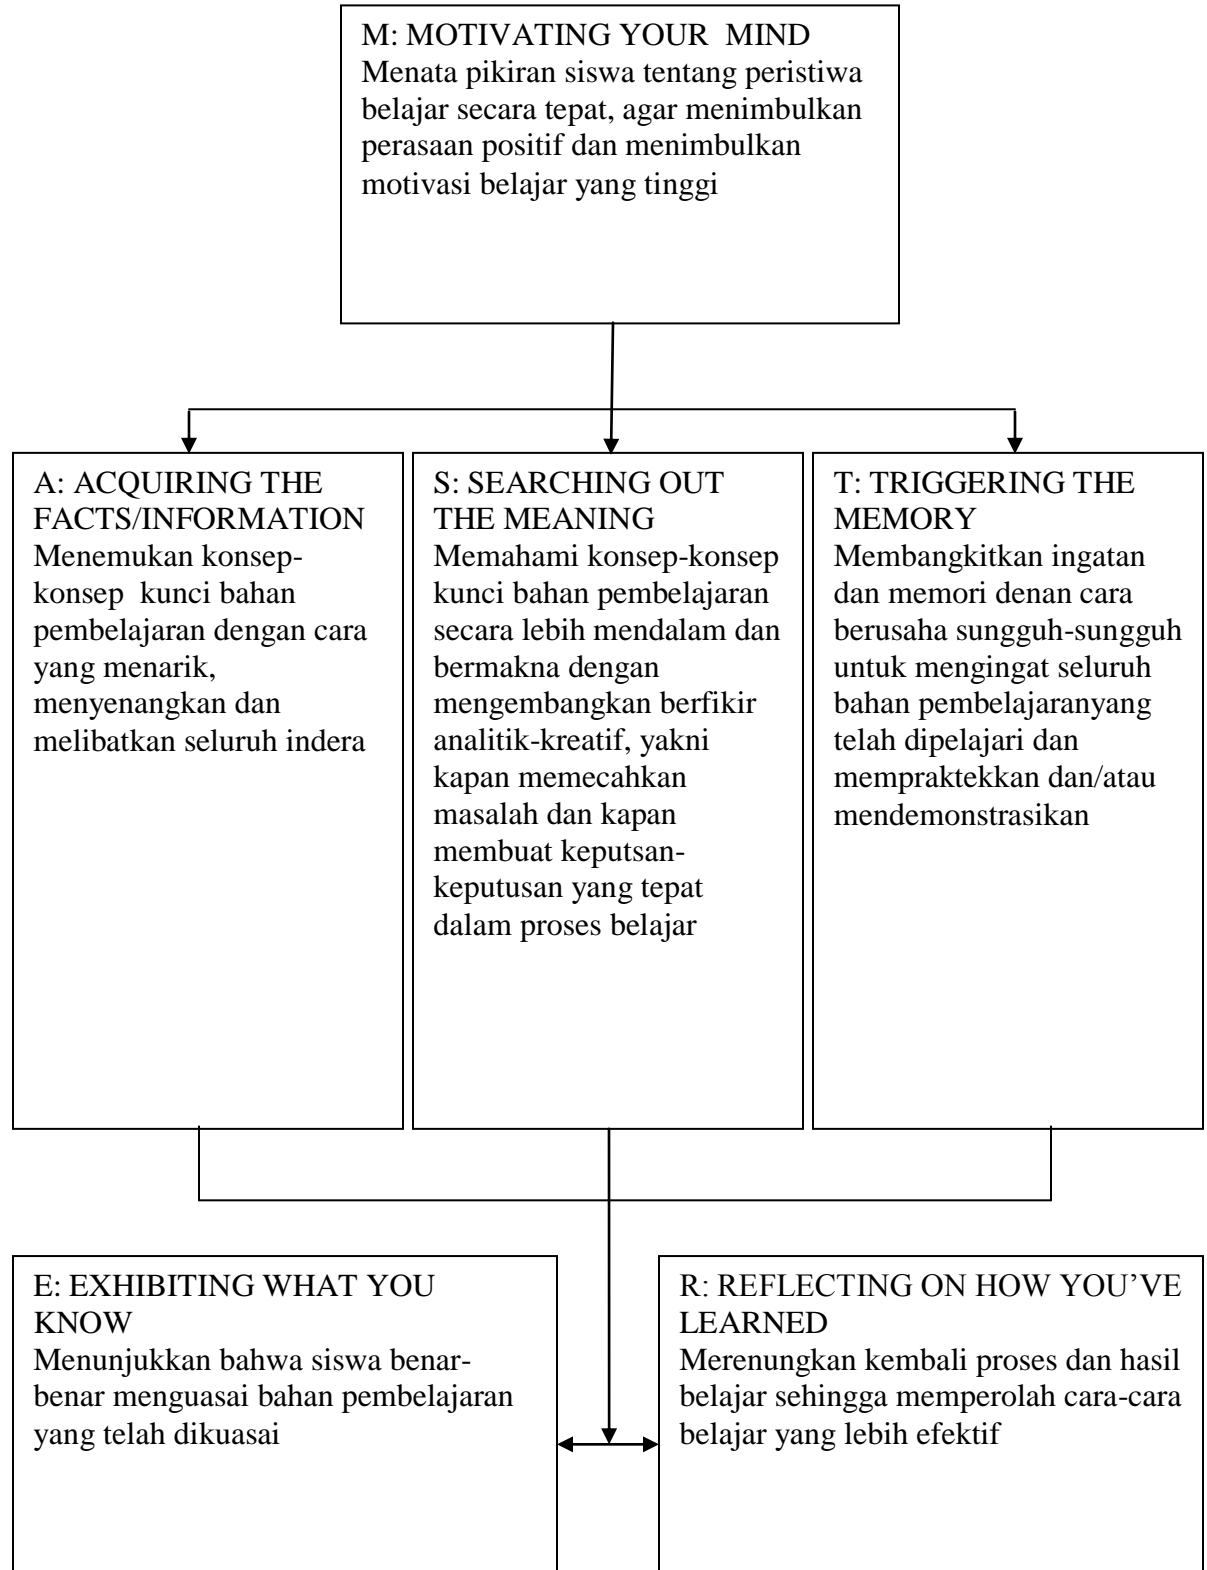 M: MOTIVATING YOUR  MIND
Menata pikiran siswa tentang peristiwa
belajar secara tepat, agar menimbulkan
perasaan positif dan menimbulkan
motivasi belajar yang tinggi
A: ACQUIRING THE
FACTS/INFORMATION
Menemukan konsep-
konsep  kunci bahan
pembelajaran dengan cara
yang menarik,
menyenangkan dan
melibatkan seluruh indera
S: SEARCHING OUT
THE MEANING
Memahami konsep-konsep
kunci bahan pembelajaran
secara lebih mendalam dan
bermakna dengan
mengembangkan berfikir
analitik-kreatif, yakni
kapan memecahkan
masalah dan kapan
membuat keputsan-
keputusan yang tepat
dalam proses belajar
T: TRIGGERING THE
MEMORY
Membangkitkan ingatan
dan memori denan cara
berusaha sungguh-sungguh
untuk mengingat seluruh
bahan pembelajaranyang
telah dipelajari dan
mempraktekkan dan/atau
mendemonstrasikan
E: EXHIBITING WHAT YOU
KNOW
Menunjukkan bahwa siswa benar-
benar menguasai bahan pembelajaran
yang telah dikuasai
R: REFLECTING ON HOW YOU’VE
LEARNED
Merenungkan kembali proses dan hasil
belajar sehingga memperolah cara-cara
belajar yang lebih efektif